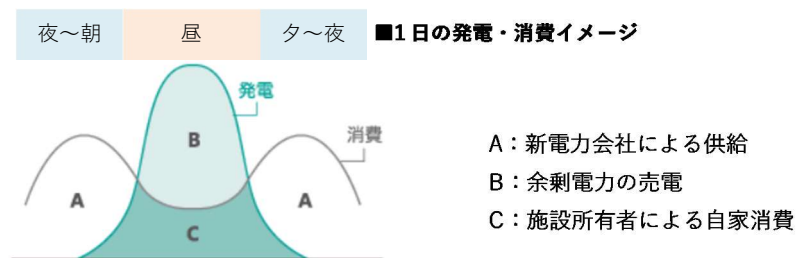 夜～朝 昼 夕～夜 ■1日の発電・消費イメージ
発電
消費
B
A
A
C
A：新電力会社による供給
B：余剰電力の売電
C：施設所有者による自家消費